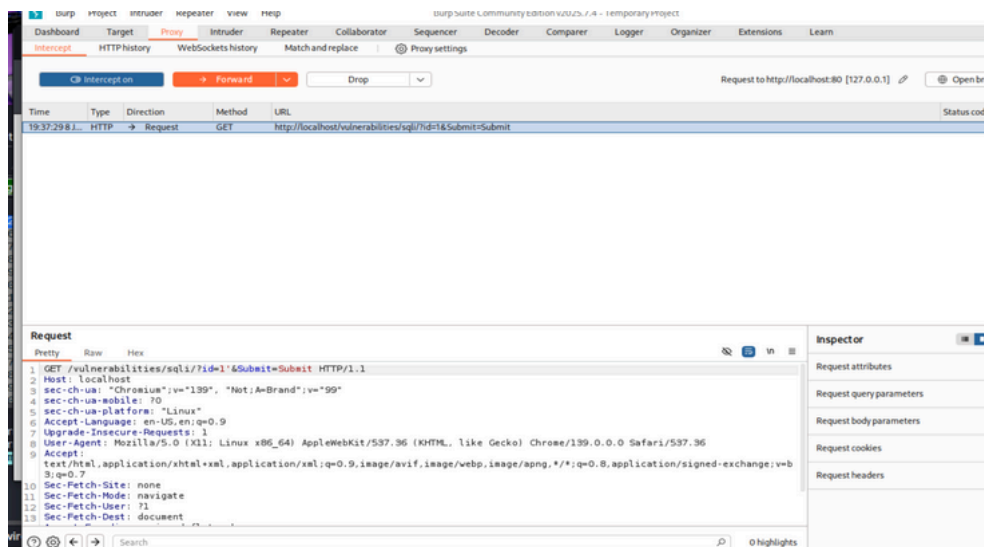 Burp Project Intruder Repeater View Help Burp Suite Community Edition v2025.7.4 - Temporary Project
Dashboard Target Proxy Intruder Repeater Collaborator Sequencer Decoder Comparer Logger Organizer Extensions Learn
Intercept HTTP history WebSockets history Match and replace Proxy settings
Intercept on → Forward Drop Request to http://localhost:80 [127.0.0.1] Open br
Time Type Direction Method URL Status cod
19:37:29 8 J... HTTP → Request GET http://localhost/vulnerabilities/sqli/?id=1&Submit=Submit
Request
Inspector
Pretty Raw Hex \n
1 GET /vulnerabilities/sqli/?id=1'&Submit=Submit HTTP/1.1
2 Host: localhost
3 sec-ch-ua: "Chromium";v="139", "Not;A=Brand";v="99"
4 sec-ch-ua-mobile: ?0
5 sec-ch-ua-platform: "Linux"
6 Accept-Language: en-US,en;q=0.9
7 Upgrade-Insecure-Requests: 1
8 User-Agent: Mozilla/5.0 (X11; Linux x86_64) AppleWebKit/537.36 (KHTML, like Gecko) Chrome/139.0.0.0 Safari/537.36
9 Accept:
text/html,application/xhtml+xml,application/xml;q=0.9,image/avif,image/webp,image/apng,*/*;q=0.8,application/signed-exchange;v=b
3;q=0.7
10 Sec-Fetch-Site: none
11 Sec-Fetch-Mode: navigate
12 Sec-Fetch-User: ?1
13 Sec-Fetch-Dest: document
Request attributes
Request query parameters
Request body parameters
Request cookies
Request headers
Search 0 highlights